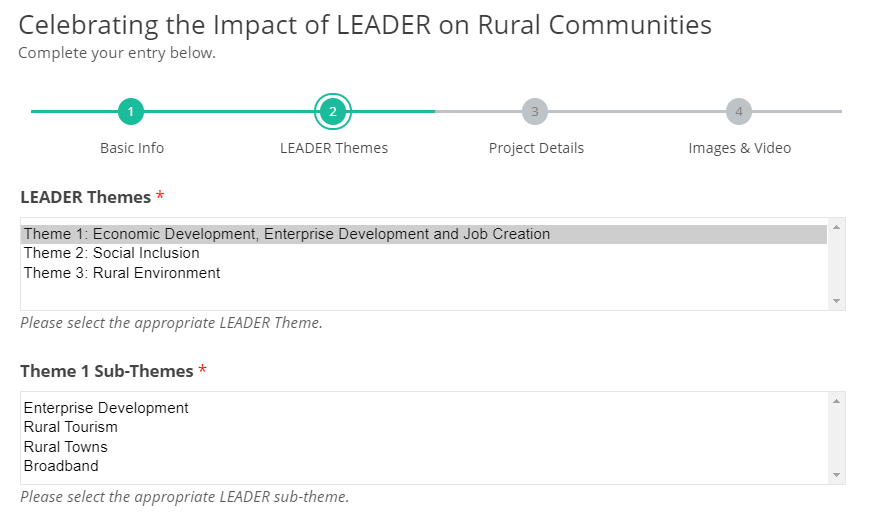 Celebrating the Impact of LEADER on Rural Communities
Complete your entry below.
1 2 3 4
Basic Info LEADER Themes Project Details Images & Video
LEADER Themes *
Theme 1: Economic Development, Enterprise Development and Job Creation
Theme 2: Social Inclusion
Theme 3: Rural Environment
Please select the appropriate LEADER Theme.
Theme 1 Sub-Themes *
Enterprise Development
Rural Tourism
Rural Towns
Broadband
Please select the appropriate LEADER sub-theme.